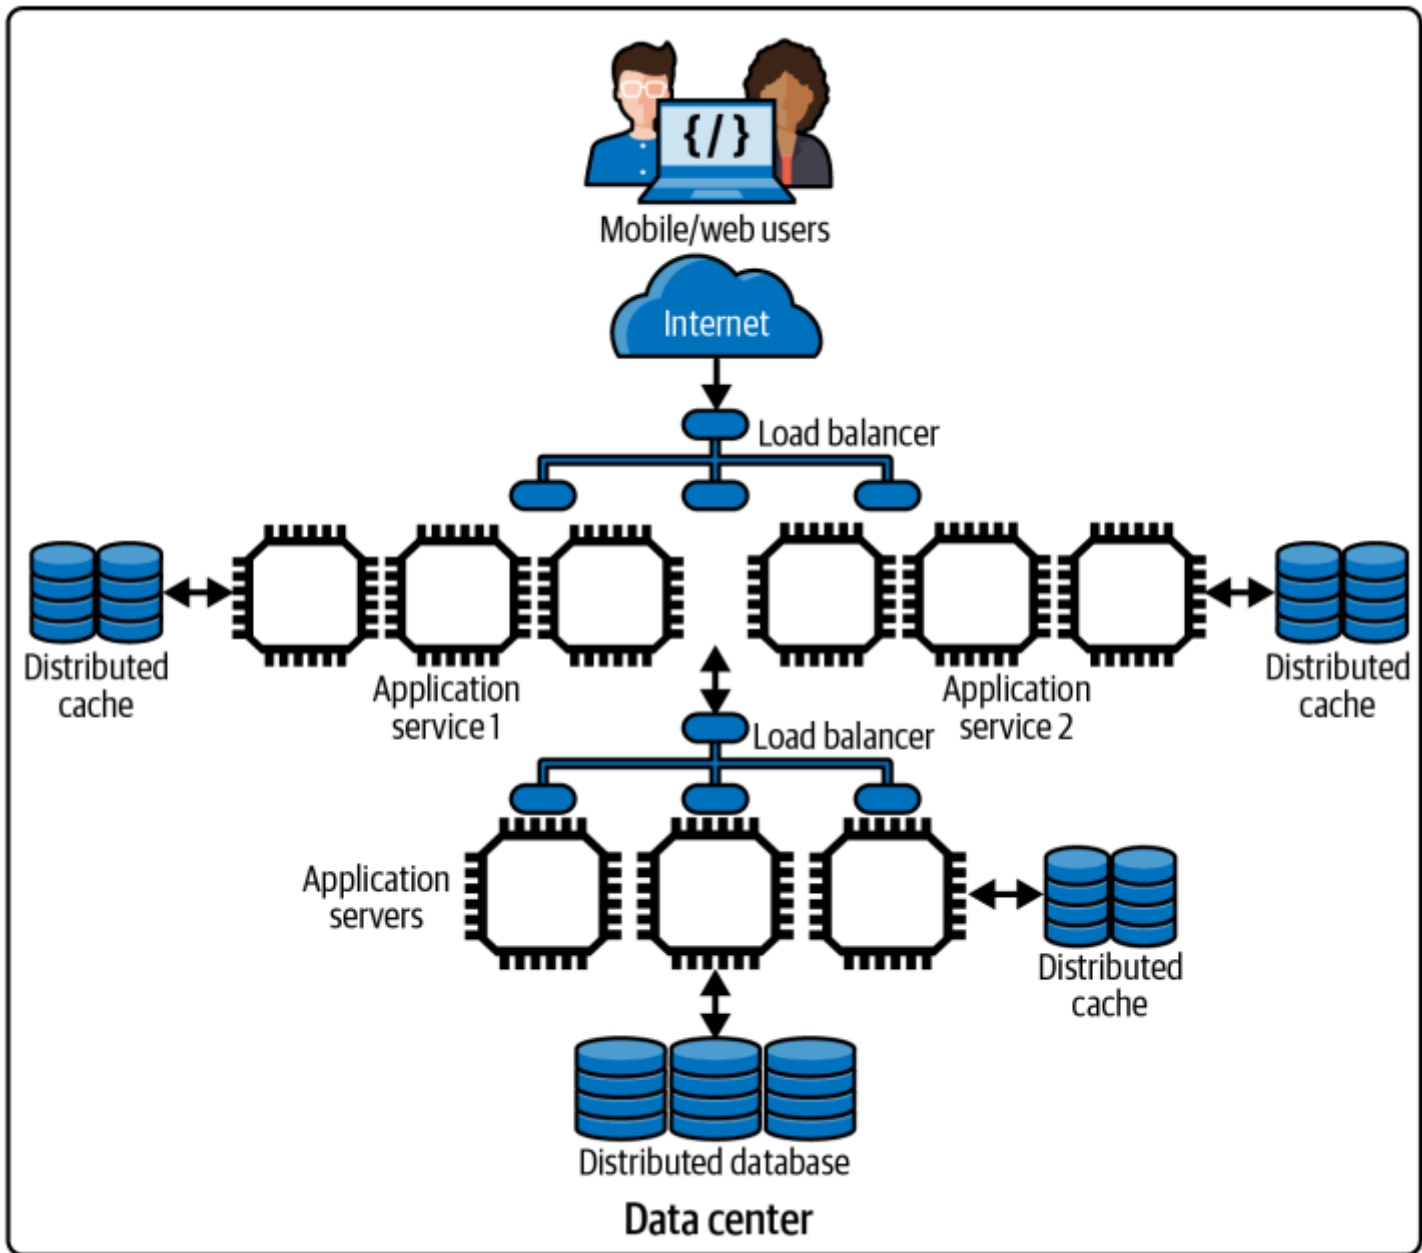 {/}
Mobile/web users
Internet
Load balancer
Distributed
cache
Application
service 1
Application
service 2
Distributed
cache
Load balancer
Application
servers
Distributed
cache
Distributed database
Data center